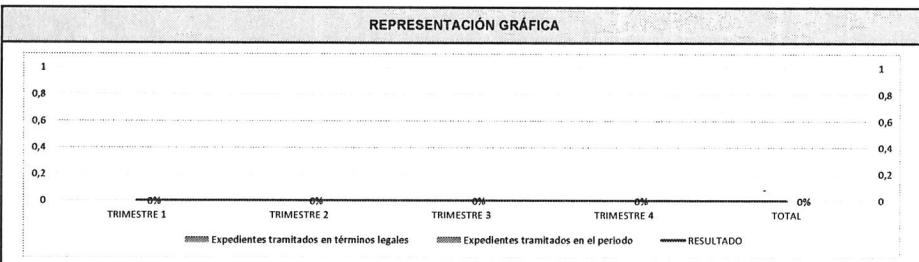 REPRESENTACIÓN GRÁFICA
1 1
0,8 0,8
0,6 0,6
0,4 0,4
0,2 0,2
0 0% 0% 0% 0% 0% 0
TRIMESTRE 1 TRIMESTRE 2 TRIMESTRE 3 TRIMESTRE 4 TOTAL
Expedientes tramitados en términos legales Expedientes tramitados en el periodo RESULTADO